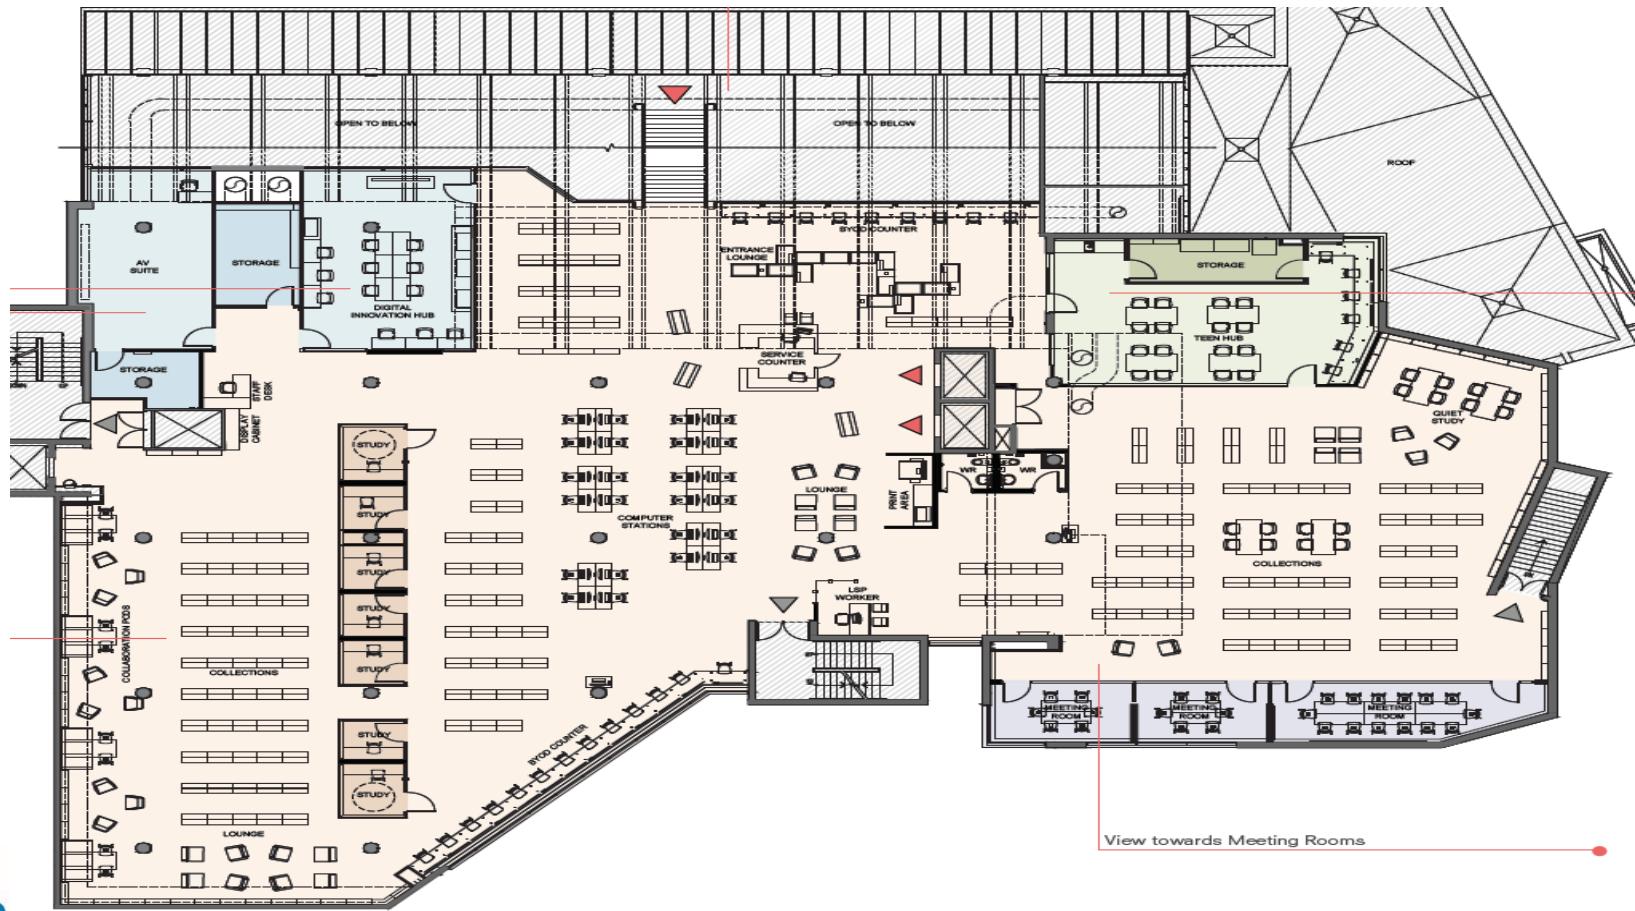 OPEN TO BELOW
OPEN TO BELOW
ROOF
BYOD COUNTER
ENTRANCE
LOUNGE
AV
SUITE
STORAGE
STORAGE
DIGITAL
INNOVATION HUB
TEEN HUB
SERVICE
COUNTER
STORAGE
STAFF
DESK
DISPLAY
CABINET
QUIET
STUDY
STUDY
WR
WR
LOUNGE
PRINT
AREA
STUDY
COMPUTER
STATIONS
COLLECTIONS
STUDY
LSP
WORKER
STUDY
COLLABORATION PODS
STUDY
COLLECTIONS
MEETING
ROOM
MEETING
ROOM
MEETING
ROOM
STUDY
BYOD COUNTER
STUDY
LOUNGE
View towards Meeting Rooms